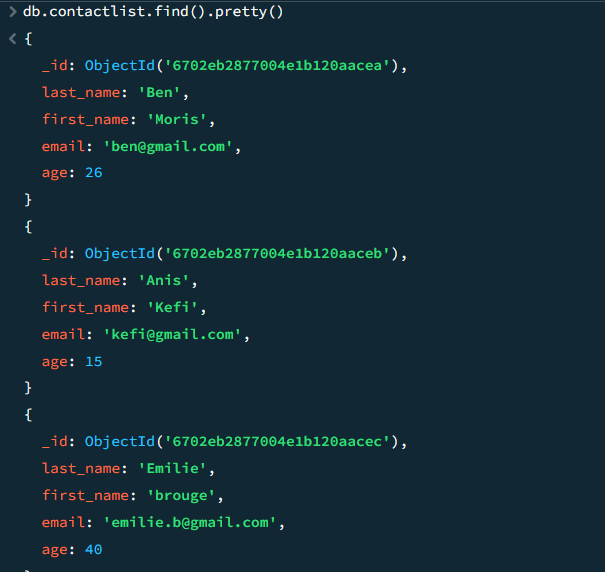 > db.contactlist.find().pretty()
< {
_id: ObjectId('6702eb2877004e1b120aacea'),
last_name: 'Ben',
first_name: 'Moris',
email: 'ben@gmail.com',
age: 26
}
{
_id: ObjectId('6702eb2877004e1b120aaceb'),
last_name: 'Anis',
first_name: 'Kefi',
email: 'kefi@gmail.com',
age: 15
}
{
_id: ObjectId('6702eb2877004e1b120aacec'),
last_name: 'Emilie',
first_name: 'brouge',
email: 'emilie.b@gmail.com',
age: 40
}